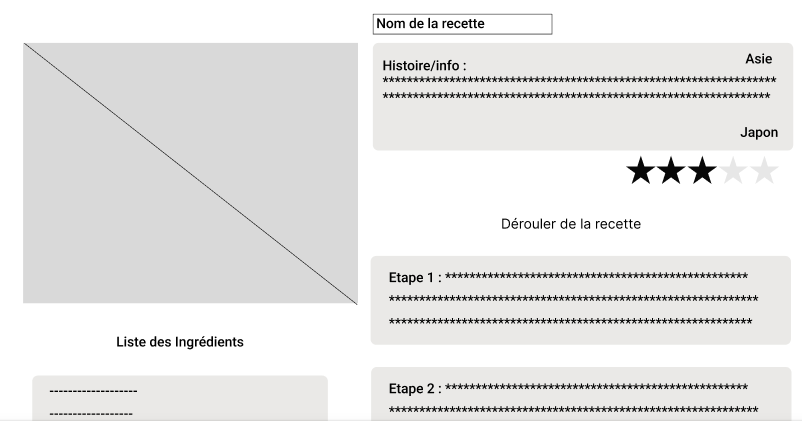 Nom de la recette
Histoire/info :
Asie
*****************************************************************
****************************************************************
Japon
Dérouler de la recette
Etape 1 : **************************************************
*************************************************************
************************************************************
Liste des Ingrédients
-------------------
------------------
Etape 2 : **************************************************
*************************************************************